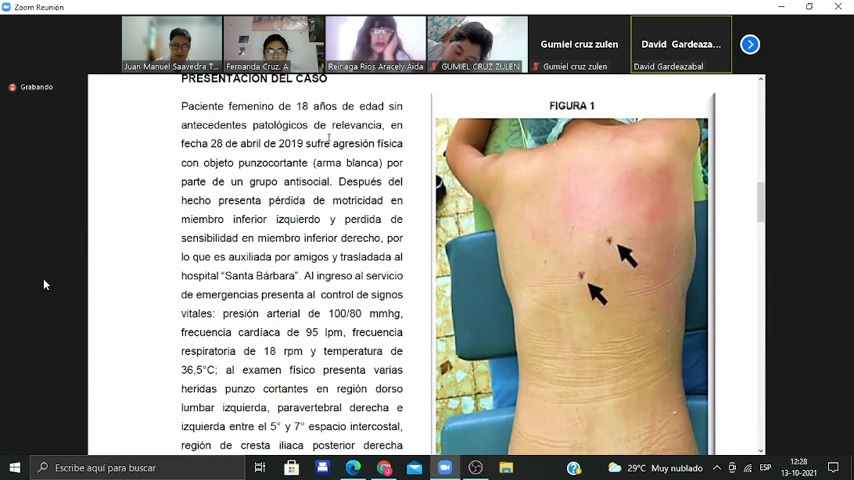 Zoom Reunión
Juan Manuel Saavedra T...
Fernanda Cruz. A
Reinaga Rios Aracely Aida
GUMIEL CRUZ ZULEN
Gumiel cruz zulen
Gumiel cruz zulen
David Gardeaza...
David Gardeazabal
Grabando
PRESENTACION DEL CASO
Paciente femenino de 18 años de edad sin
antecedentes patológicos de relevancia, en
fecha 28 de abril de 2019 sufre agresión física
con objeto punzocortante (arma blanca) por
parte de un grupo antisocial. Después del
hecho presenta pérdida de motricidad en
miembro inferior izquierdo y perdida de
sensibilidad en miembro inferior derecho, por
lo que es auxiliada por amigos y trasladada al
hospital “Santa Bárbara”. Al ingreso al servicio
de emergencias presenta al control de signos
vitales: presión arterial de 100/80 mmhg,
frecuencia cardíaca de 95 lpm, frecuencia
respiratoria de 18 rpm y temperatura de
36,5°C; al examen físico presenta varias
heridas punzo cortantes en región dorso
lumbar izquierda, paravertebral derecha e
izquierda entre el 5° y 7° espacio intercostal,
región de cresta iliaca posterior derecha
FIGURA 1
Escribe aquí para buscar
29°C Muy nublado
ESP
12:28
13-10-2021